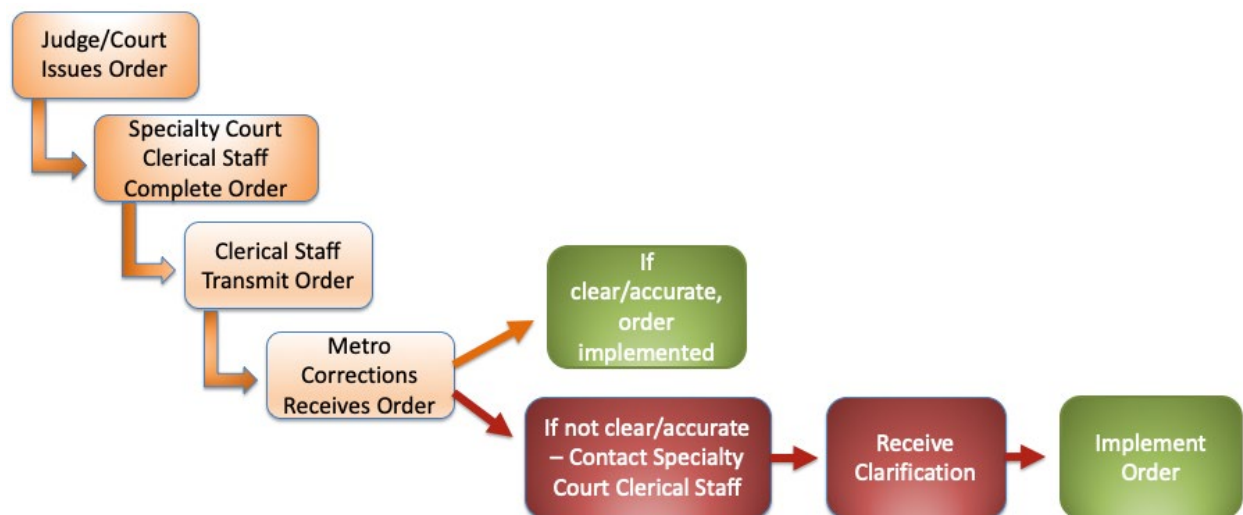 Judge/Court
Issues Order
Specialty Court
Clerical Staff
Complete Order
Clerical Staff
Transmit Order
Metro
Corrections
Receives Order
If
clear/accurate,
order
implemented
If not clear/accurate
– Contact Specialty
Court Clerical Staff
Receive
Clarification
Implement
Order